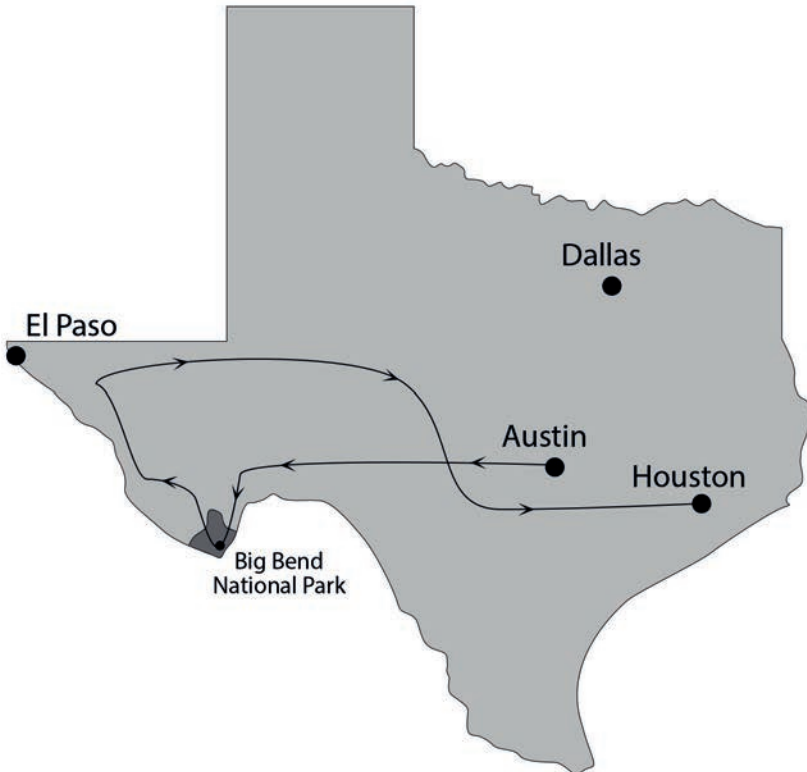 Dallas
El Paso
Austin
Houston
Big Bend
National Park